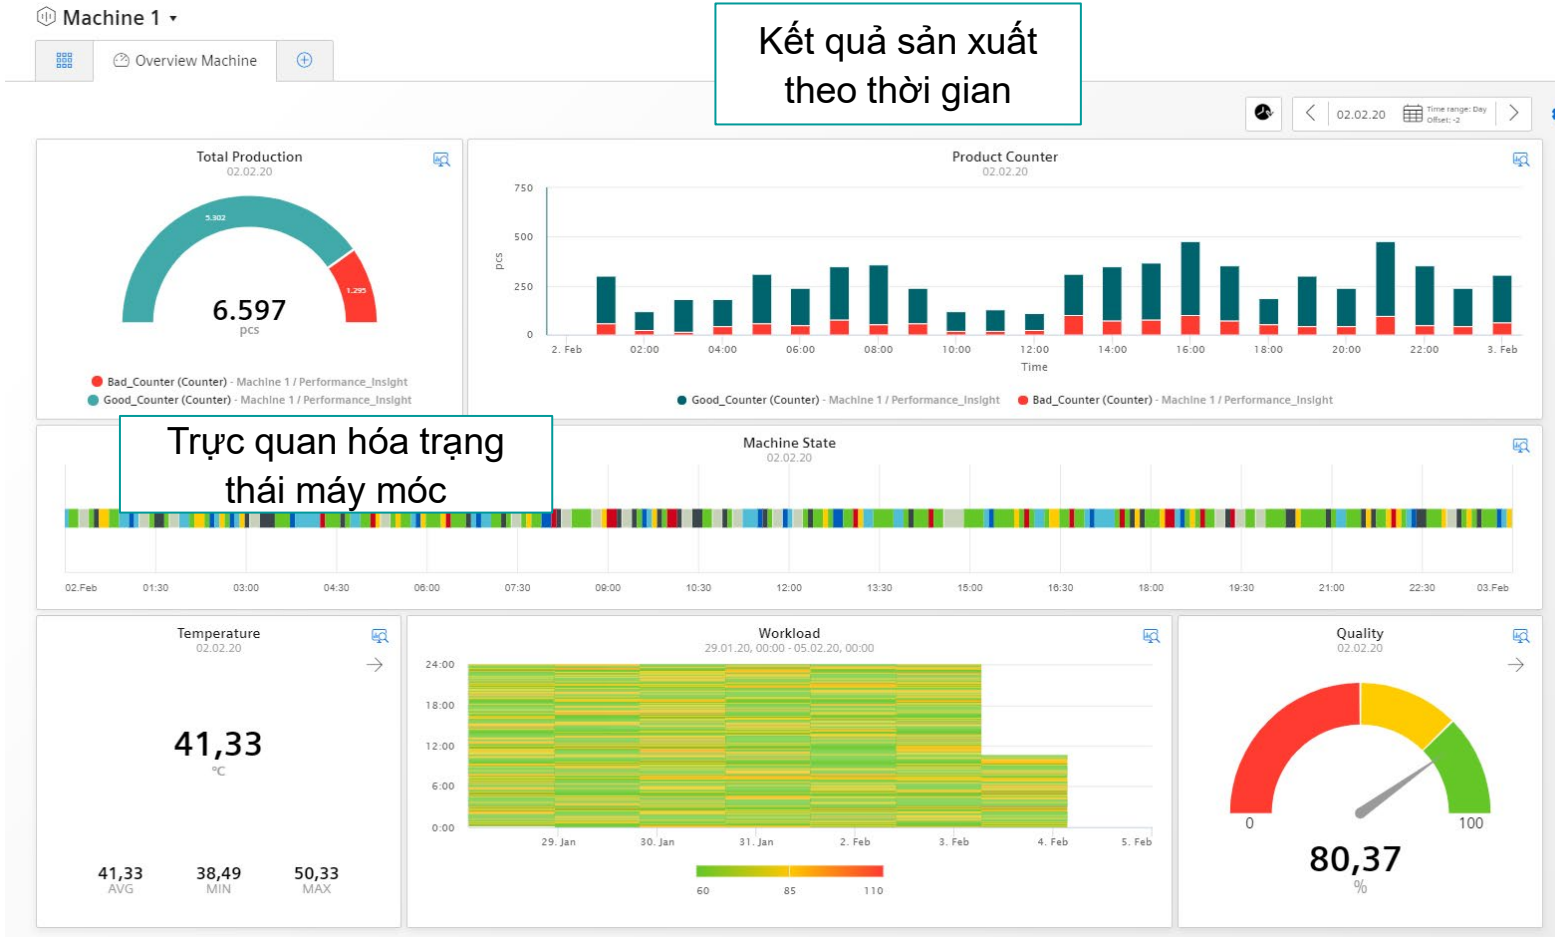 Machine 1
Kết quả sản xuất
theo thời gian
Overview Machine
02.02.20
Time range: Day
Offset: -2
Total Production
02.02.20
5.302
1.295
6.597
pcs
Bad_Counter (Counter) - Machine 1 / Performance_Insight
Good_Counter (Counter) - Machine 1 / Performance_Insight
Product Counter
02.02.20
750
500
250
0
pcs
2. Feb 02:00 04:00 06:00 08:00 10:00 12:00 14:00 16:00 18:00 20:00 22:00 3. Feb
Time
Good_Counter (Counter) - Machine 1 / Performance_Insight Bad_Counter (Counter) - Machine 1 / Performance_Insight
Trực quan hóa trạng
thái máy móc
Machine State
02.02.20
02.Feb 01:30 03:00 04:30 06:00 07:30 09:00 10:30 12:00 13:30 15:00 16:30 18:00 19:30 21:00 22:30 03.Feb
Temperature
02.02.20
41,33
°C
41,33 38,49 50,33
AVG MIN MAX
Workload
29.01.20, 00:00 - 05.02.20, 00:00
24:00
18:00
12:00
6:00
0:00
29. Jan 30. Jan 31. Jan 2. Feb 3. Feb 4. Feb 5. Feb
60 85 110
Quality
02.02.20
0 100
80,37
%